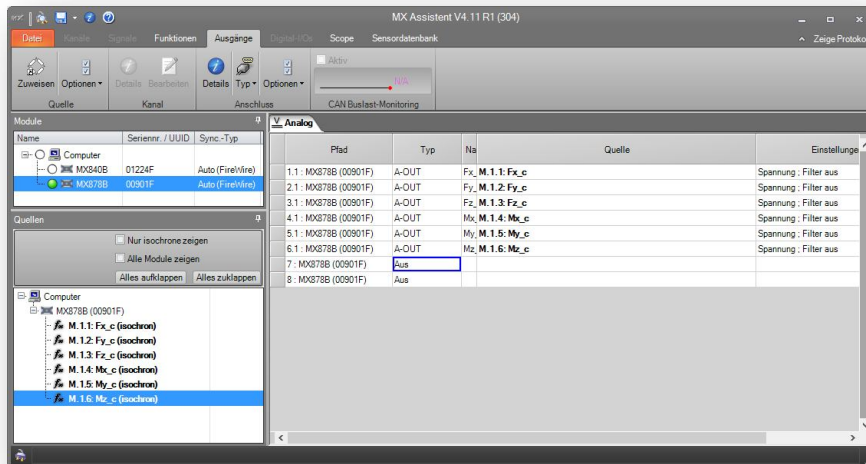 MX Assistent V4.11 R1 (304)
Datei Kanäle Signale Funktionen Ausgänge Digital-I/Os Scope Sensordatenbank Zeige Protoko
Zuweisen Optionen Details Bearbeiten Details Typ Optionen Aktiv N/A
Quelle Kanal Anschluss CAN Buslast-Monitoring
Module
Name Seriennr. / UUID Sync.-Typ
Computer
MX840B 01224F Auto (FireWire)
MX878B 00901F Auto (FireWire)
Quellen
Nur isochrone zeigen
Alle Module zeigen
Alles aufklappen Alles zuklappen
Computer
MX878B (00901F)
M.1.1: Fx_c (isochron)
M.1.2: Fy_c (isochron)
M.1.3: Fz_c (isochron)
M.1.4: Mx_c (isochron)
M.1.5: My_c (isochron)
M.1.6: Mz_c (isochron)
Analog
Pfad Typ Na Quelle Einstellunge
1.1 : MX878B (00901F) A-OUT Fx_ M.1.1: Fx_c Spannung ; Filter aus
2.1 : MX878B (00901F) A-OUT Fy_ M.1.2: Fy_c Spannung ; Filter aus
3.1 : MX878B (00901F) A-OUT Fz_ M.1.3: Fz_c Spannung ; Filter aus
4.1 : MX878B (00901F) A-OUT Mx_ M.1.4: Mx_c Spannung ; Filter aus
5.1 : MX878B (00901F) A-OUT My_ M.1.5: My_c Spannung ; Filter aus
6.1 : MX878B (00901F) A-OUT Mz_ M.1.6: Mz_c Spannung ; Filter aus
7 : MX878B (00901F) Aus
8 : MX878B (00901F) Aus